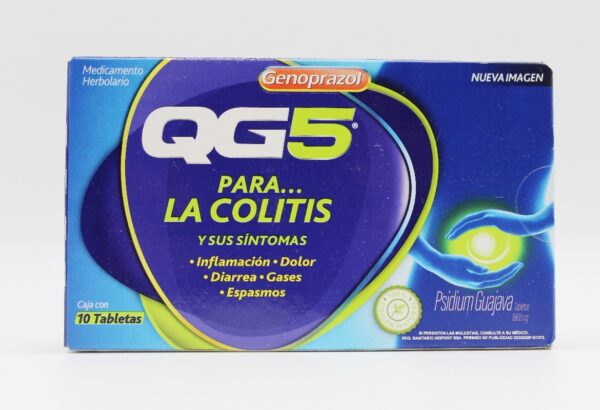 Medicamento
Herbolario
Genoprazol
NUEVA IMAGEN
QG5®
PARA...
LA COLITIS
Y SUS SÍNTOMAS
• Inflamación • Dolor
• Diarrea • Gases
• Espasmos
Caja con
10 Tabletas
Psidium Guajava Tabletas
SI PERSISTEN LAS MOLESTIAS, CONSULTE A SU MÉDICO.